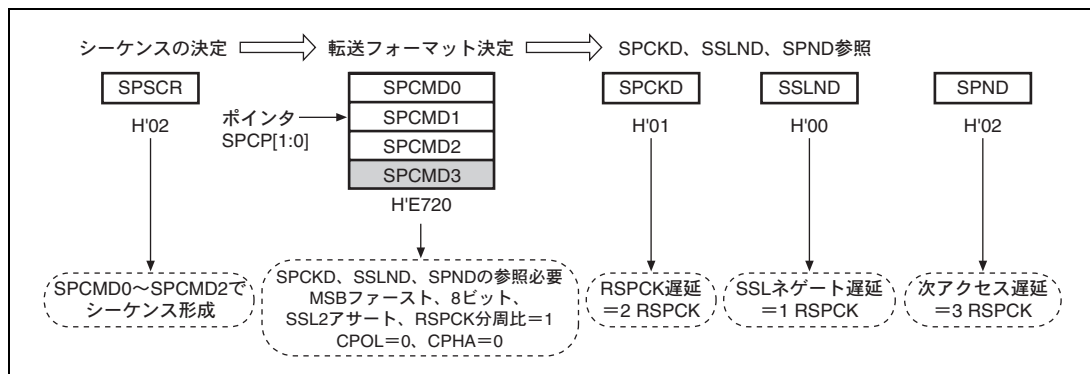 シーケンスの決定
転送フォーマット決定
SPCKD、SSLND、SPND参照
SPSCR
H'02
ポインタ
SPCP[1:0]
SPCMD0
SPCMD1
SPCMD2
SPCMD3
H'E720
SPCKD
H'01
SSLND
H'00
SPND
H'02
SPCMD0～SPCMD2で
シーケンス形成
SPCKD、SSLND、SPNDの参照必要
MSBファースト、8ビット、
SSL2アサート、RSPCK分周比＝1
CPOL＝0、CPHA＝0
RSPCK遅延
＝2 RSPCK
SSLネゲート遅延
＝1 RSPCK
次アクセス遅延
＝3 RSPCK